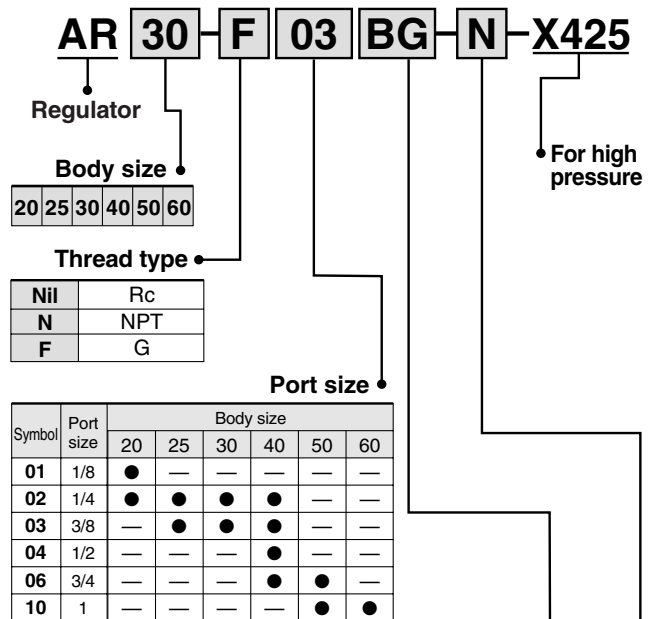 AR 30-F 03 BG-N-X425
Regulator
For high
pressure
Body size
20 25 30 40 50 60
Thread type
Nil Rc
N NPT
F G
Port size
Symbol Port size Body size
20 25 30 40 50 60
01 1/8 ● — — — — —
02 1/4 ● ● ● ● — —
03 3/8 — ● ● ● — —
04 1/2 — — — ● — —
06 3/4 — — — ● ● —
10 1 — — — — ● ●